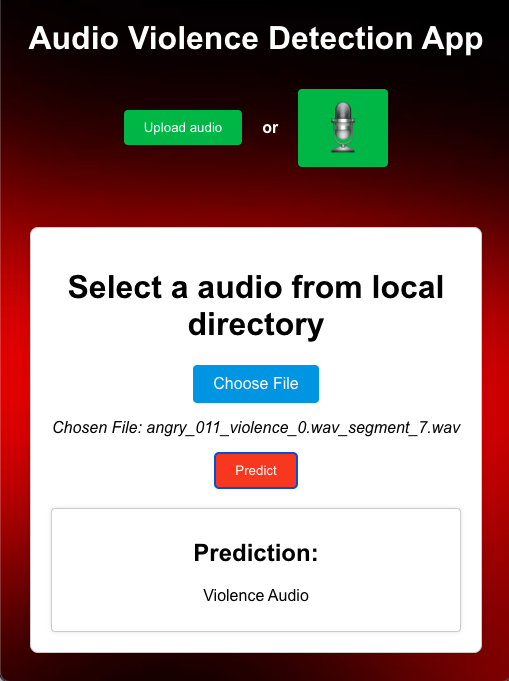 Audio Violence Detection App
Upload audio or
Select a audio from local
directory
Choose File
Chosen File: angry_011_violence_0.wav_segment_7.wav
Predict
Prediction:
Violence Audio